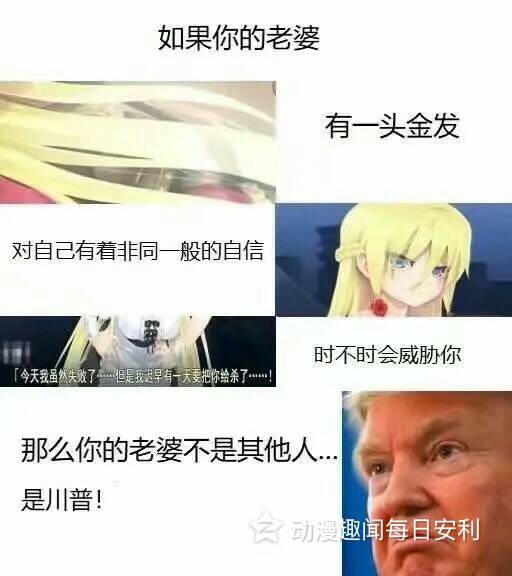 如果你的老婆
有一头金发
对自己有着非同一般的自信
「今天我虽然失败了……但是我迟早有一天要把你给杀了……！
时不时会威胁你
那么你的老婆不是其他人...
是川普！
动漫趣闻每日安利